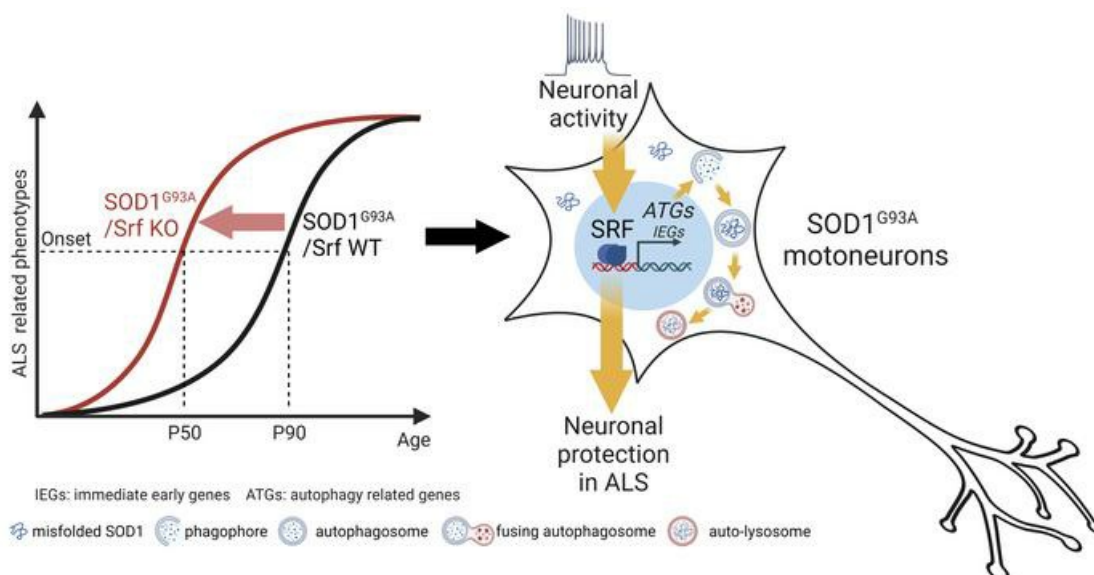 ALS related phenotypes
Onset
SOD1G93A
/Srf KO
SOD1G93A
/Srf WT
P50
P90
Age
Neuronal
activity
SRF
ATGs
IEGs
SOD1G93A
motoneurons
Neuronal
protection
in ALS
IEGs: immediate early genes ATGs: autophagy related genes
misfolded SOD1 phagophore autophagosome fusing autophagosome auto-lysosome